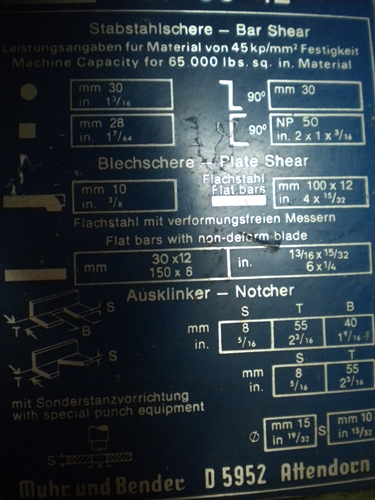 Stabstahlschere - Bar Shear
Leistungsangaben für Material von 45 kp/mm² Festigkeit
Machine Capacity for 65 000 lbs. sq. in. Material
mm 30
in. 1 3/16
90°
mm 30
mm 28
in. 1 7/64
90°
NP 50
in. 2 x 1 x 3/16
Blechschere - Plate Shear
mm 10
in. 3/8
Flachstahl
Flat bars
mm 100 x 12
in. 4 x 15/32
Flachstahl mit verformungsfreien Messern
Flat bars with non-deform blade
mm
30 x 12
150 x 6
in.
13/16 x 15/32
6 x 1/4
Ausklinker - Notcher
S T B
mm 8 55 40
in. 5/16 2 3/16
T B S
S T
mm 8 55
in. 5/16 2 3/16
T S
mit Sonderstanzvorrichtung
with special punch equipment
Ø mm 15 S mm 10
in 19/32 in 13/32
S
Muhr und Bender D 5952 Attendorn